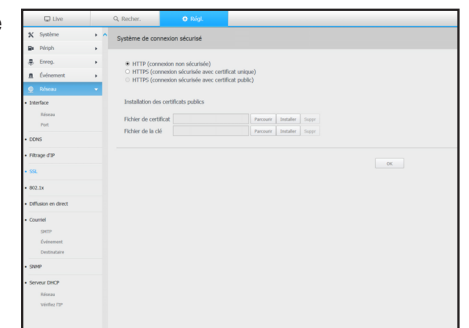 e
Live
Q Recher.
Régl.
Système
Périph
Enreg.
Événement
Réseau
Interface
Réseau
Port
DDNS
Filtrage d'IP
SSL
802.1x
Diffusion en direct
Courriel
SMTP
Événement
Destinataire
SNMP
Serveur DHCP
Réseau
Vérifiez l'IP
Système de connexion sécurisé
HTTP (connexion non sécurisée)
HTTPS (connexion sécurisée avec certificat unique)
HTTPS (connexion sécurisée avec certificat public)
Installation des certificats publics
Fichier de certificat
Parcourir
Installer
Suppr
Fichier de la clé
Parcourir
Installer
Suppr
OK